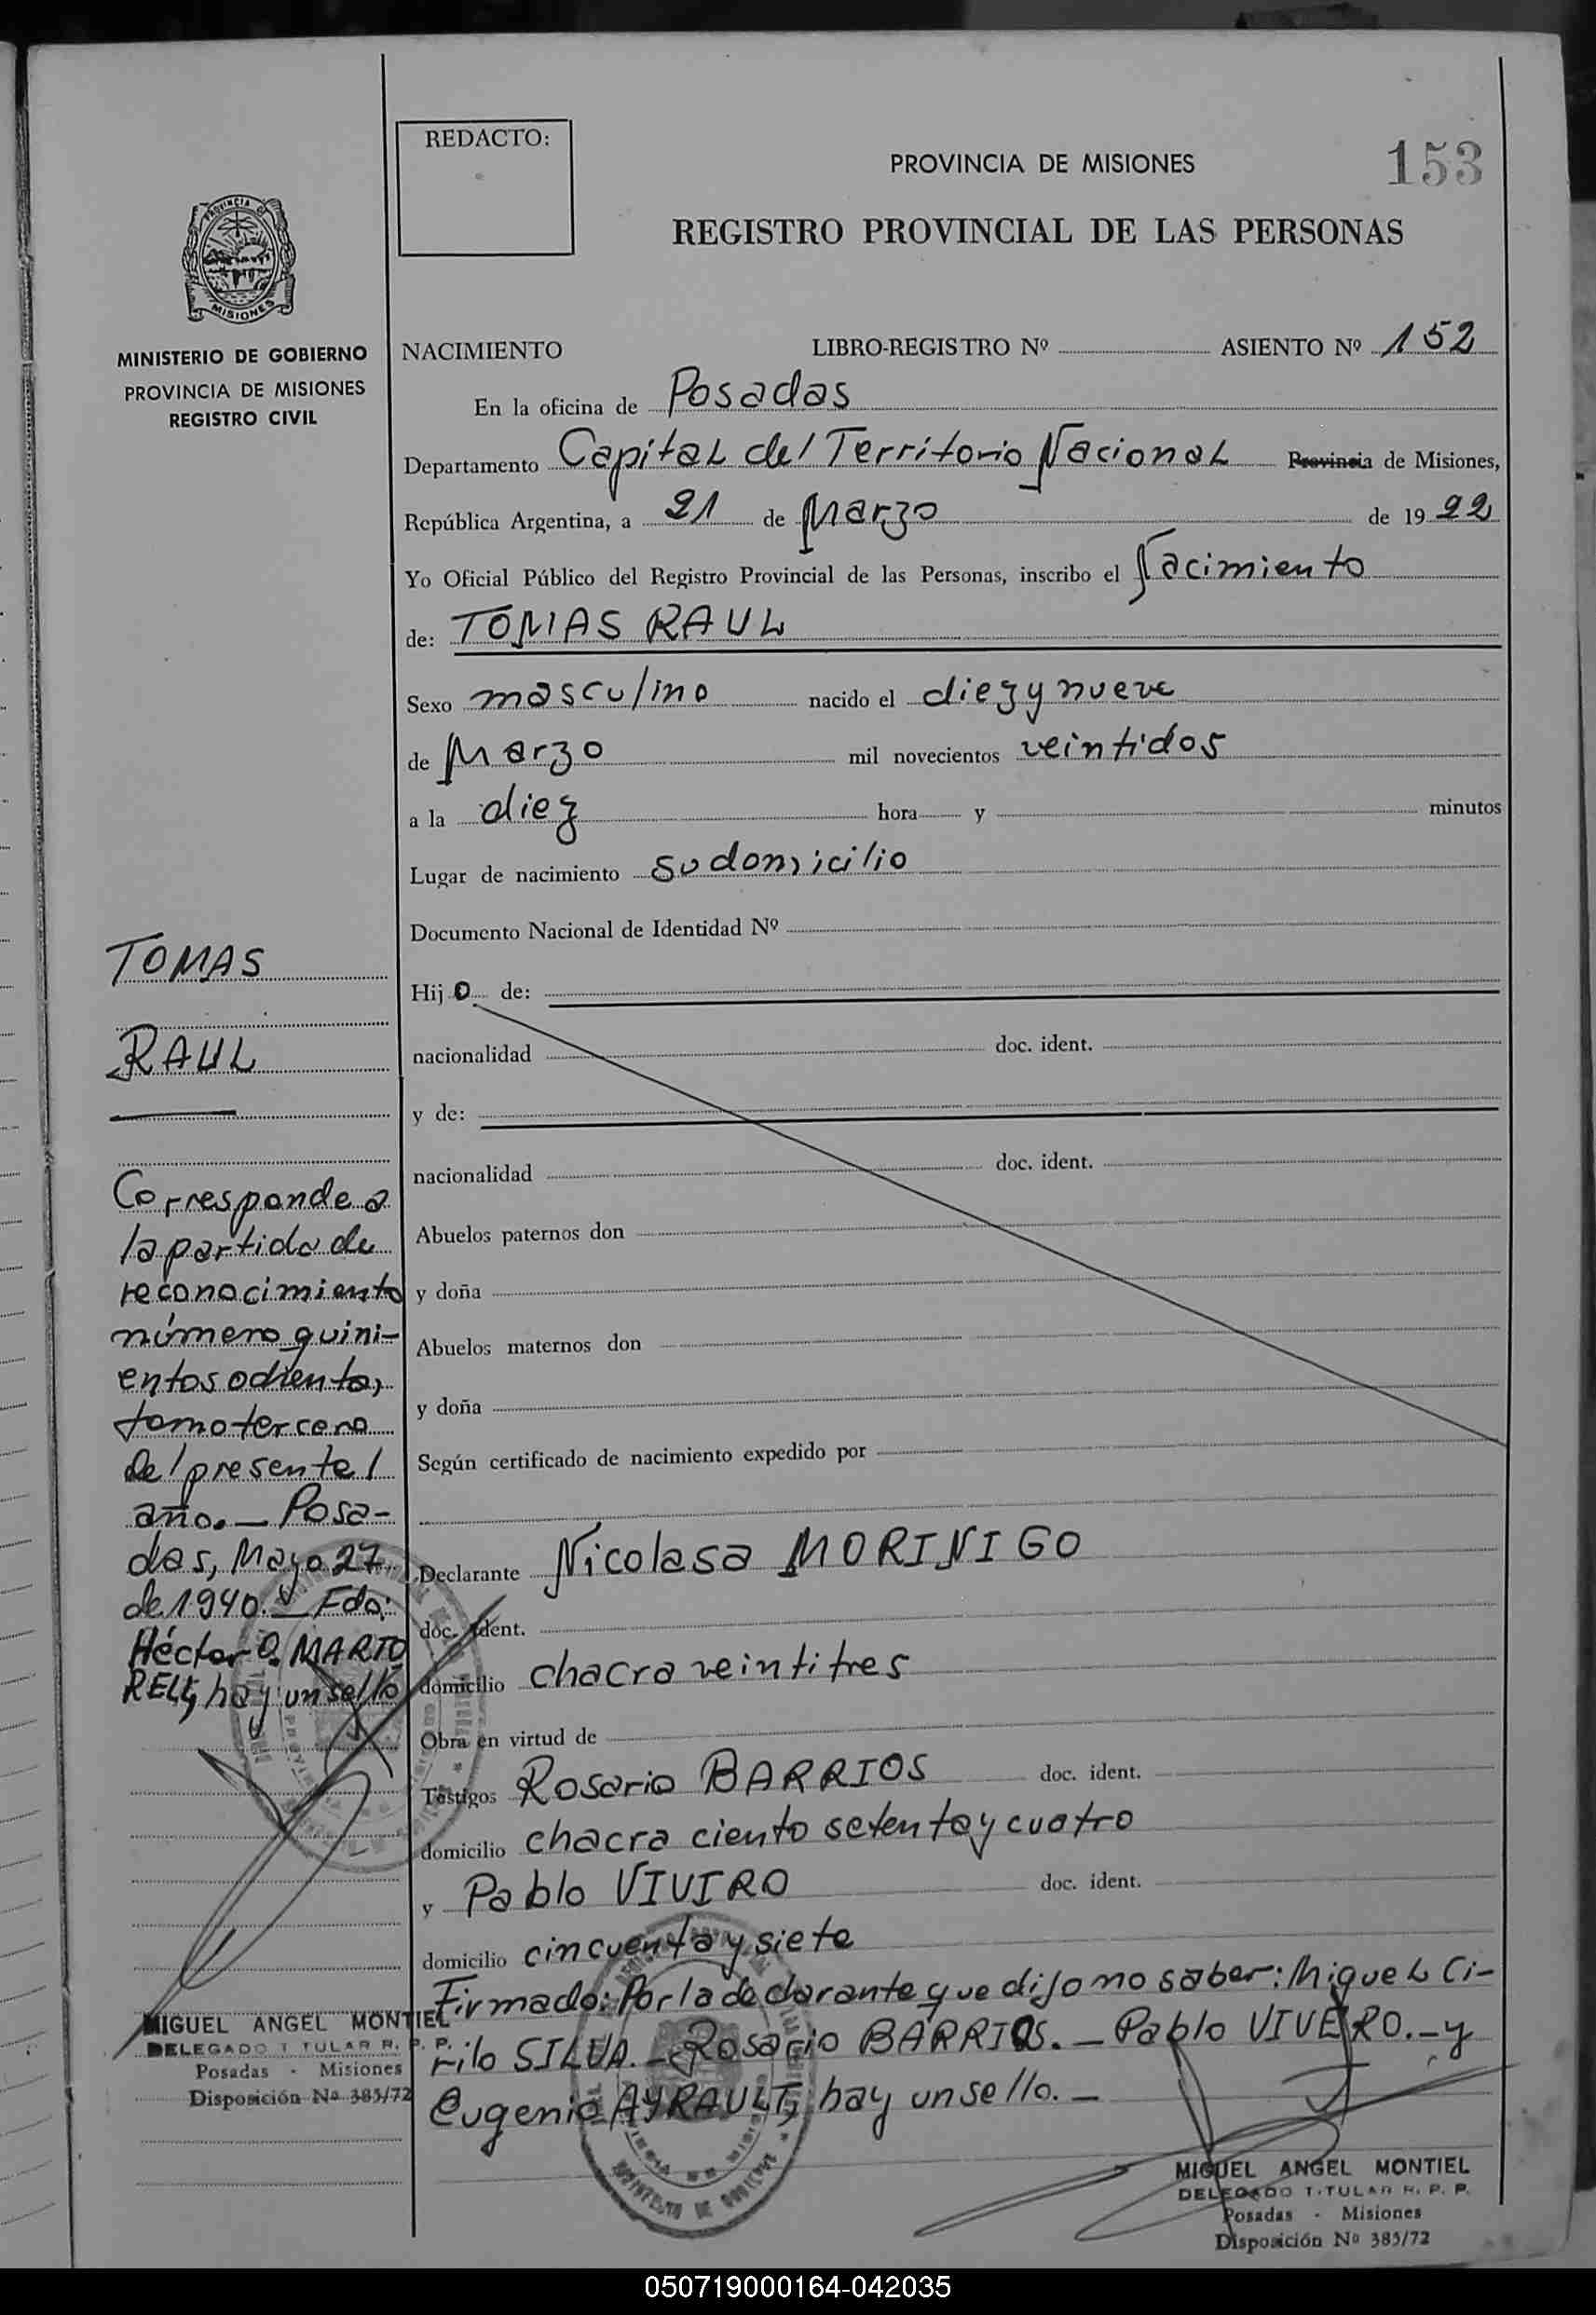 REDACTO:
PROVINCIA DE MISIONES
153
REGISTRO PROVINCIAL DE LAS PERSONAS
MISIONES
MINISTERIO DE GOBIERNO
PROVINCIA DE MISIONES
REGISTRO CIVIL
NACIMIENTO LIBRO-REGISTRO Nº ASIENTO Nº 152
En la oficina de Posadas
Departamento Capital del Territorio Nacional Provincia de Misiones,
República Argentina, a 21 de Marzo de 19 22
Yo Oficial Público del Registro Provincial de las Personas, inscribo el Nacimiento
de: TOMAS RAUL
Sexo masculino nacido el diez y nueve
de Marzo mil novecientos veintidos
a la diez hora y minutos
Lugar de nacimiento su domicilio
Documento Nacional de Identidad Nº
Hij o de:
nacionalidad doc. ident.
y de:
nacionalidad doc. ident.
Abuelos paternos don
y doña
Abuelos maternos don
y doña
Según certificado de nacimiento expedido por
Declarante Nicolasa MORINIGO
doc. ident.
domicilio chacra veintitres
Obra en virtud de
Testigos Rosario BARRIOS doc. ident.
domicilio chacra ciento setenta y cuatro
y Pablo VIVIRO doc. ident.
domicilio cincuenta y siete
Firmado: Por la declarante que dijo no saber: Miguel Ci-
rilo SILVA. _ Rosario BARRIOS. _ Pablo VIVERO. _ y
Eugenio AYRAULT, hay un sello. _
MIGUEL ANGEL MONTIEL
DELEGADO TITULAR R. P. P.
Posadas - Misiones
Disposición Nº 385/72
TOMAS
RAUL
Corresponde a
la partida de
reconocimiento
número quini-
entos ochenta,
tomo tercero
del presente
año. _ Posa-
das, Mayo 27
de 1940. _ Fdo:
Héctor O. MARTO
RELL, hay un sello
MIGUEL ANGEL MONTIEL
DELEGADO TITULAR R. P. P.
Posadas - Misiones
Disposición Nº 385/72
050719000164-042035